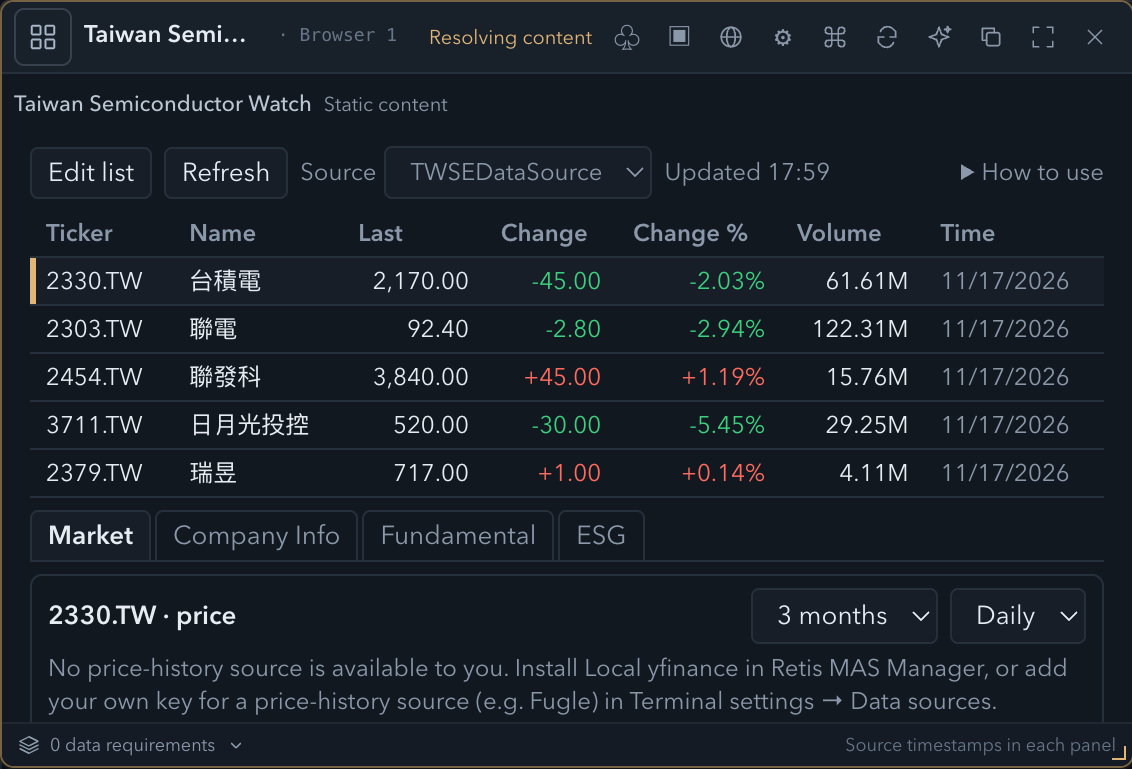 Taiwan Semi... · Browser 1 Resolving content
Taiwan Semiconductor Watch Static content
Edit list Refresh Source TWSEDataSource Updated 17:59 ▶ How to use
Ticker Name Last Change Change % Volume Time
2330.TW 台積電 2,170.00 -45.00 -2.03% 61.61M 11/17/2026
2303.TW 聯電 92.40 -2.80 -2.94% 122.31M 11/17/2026
2454.TW 聯發科 3,840.00 +45.00 +1.19% 15.76M 11/17/2026
3711.TW 日月光投控 520.00 -30.00 -5.45% 29.25M 11/17/2026
2379.TW 瑞昱 717.00 +1.00 +0.14% 4.11M 11/17/2026
Market Company Info Fundamental ESG
2330.TW · price 3 months Daily
No price-history source is available to you. Install Local yfinance in Retis MAS Manager, or add
your own key for a price-history source (e.g. Fugle) in Terminal settings → Data sources.
0 data requirements Source timestamps in each panel